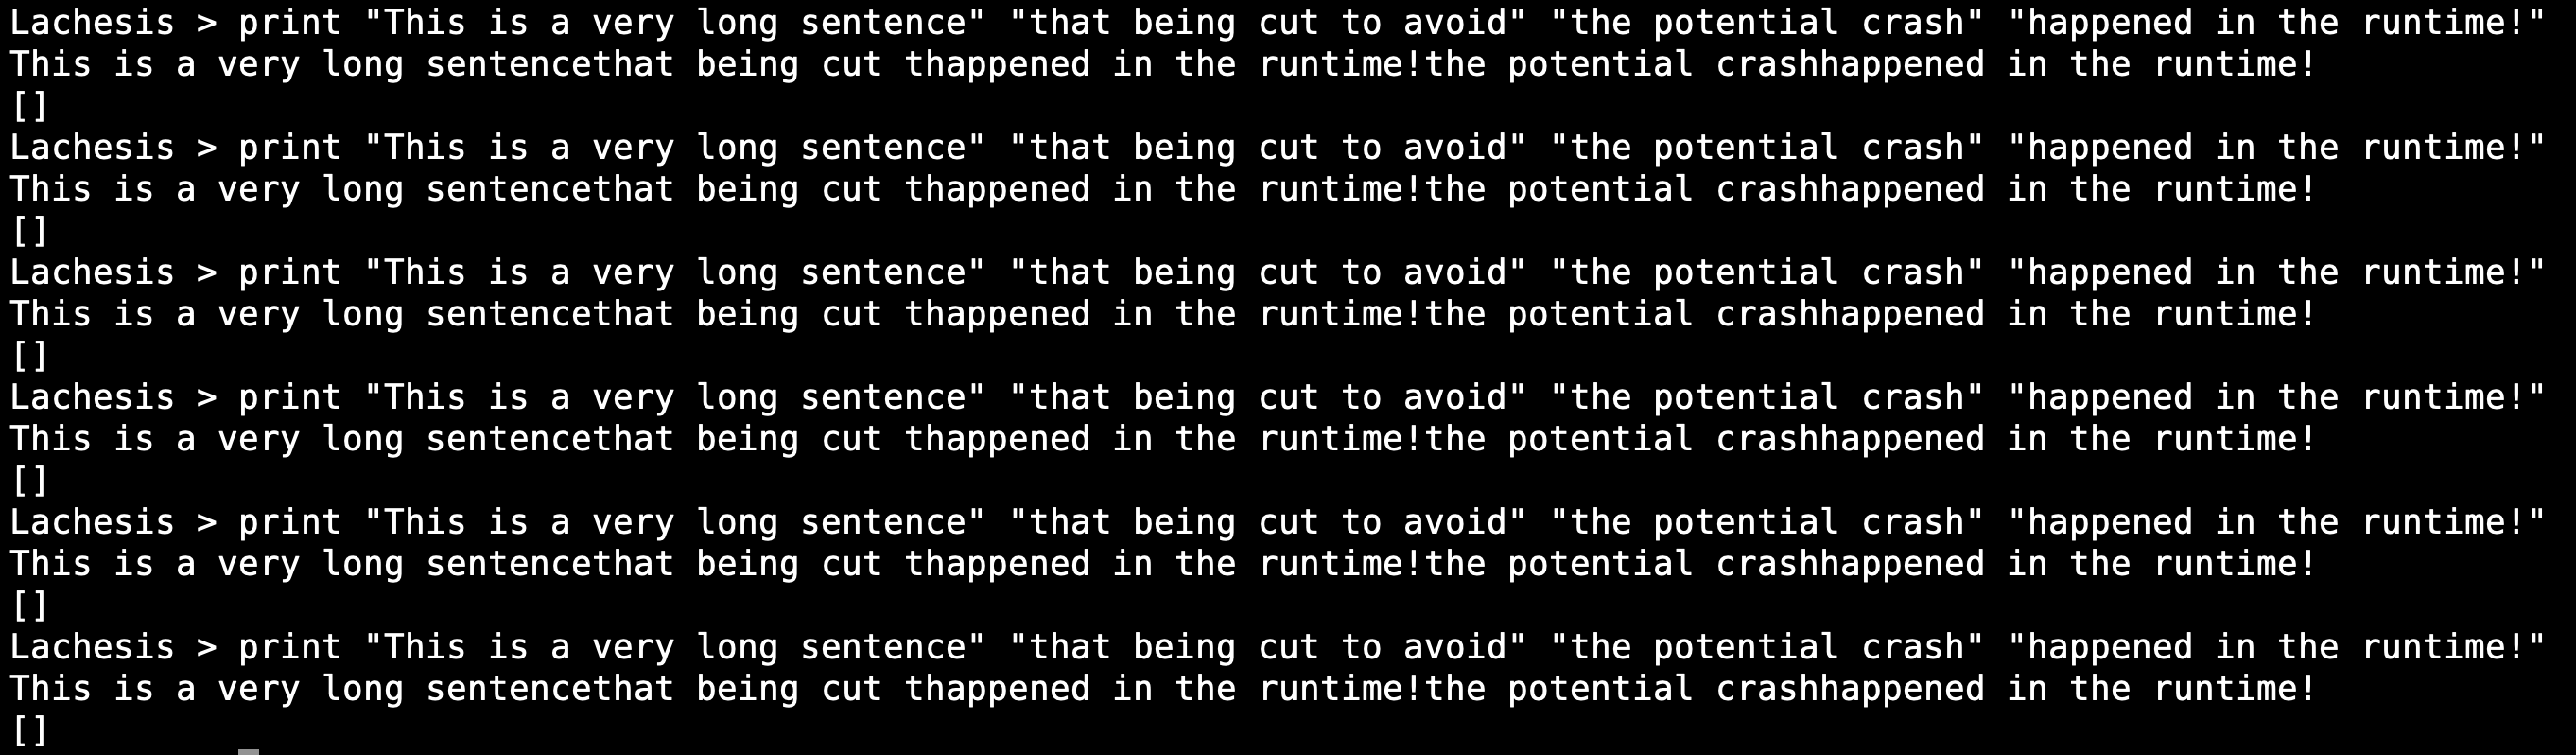 Lachesis > print "This is a very long sentence" "that being cut to avoid" "the potential crash" "happened in the runtime!"
This is a very long sentencethat being cut thappened in the runtime!the potential crashhappened in the runtime!
[]
Lachesis > print "This is a very long sentence" "that being cut to avoid" "the potential crash" "happened in the runtime!"
This is a very long sentencethat being cut thappened in the runtime!the potential crashhappened in the runtime!
[]
Lachesis > print "This is a very long sentence" "that being cut to avoid" "the potential crash" "happened in the runtime!"
This is a very long sentencethat being cut thappened in the runtime!the potential crashhappened in the runtime!
[]
Lachesis > print "This is a very long sentence" "that being cut to avoid" "the potential crash" "happened in the runtime!"
This is a very long sentencethat being cut thappened in the runtime!the potential crashhappened in the runtime!
[]
Lachesis > print "This is a very long sentence" "that being cut to avoid" "the potential crash" "happened in the runtime!"
This is a very long sentencethat being cut thappened in the runtime!the potential crashhappened in the runtime!
[]
Lachesis > print "This is a very long sentence" "that being cut to avoid" "the potential crash" "happened in the runtime!"
This is a very long sentencethat being cut thappened in the runtime!the potential crashhappened in the runtime!
[]